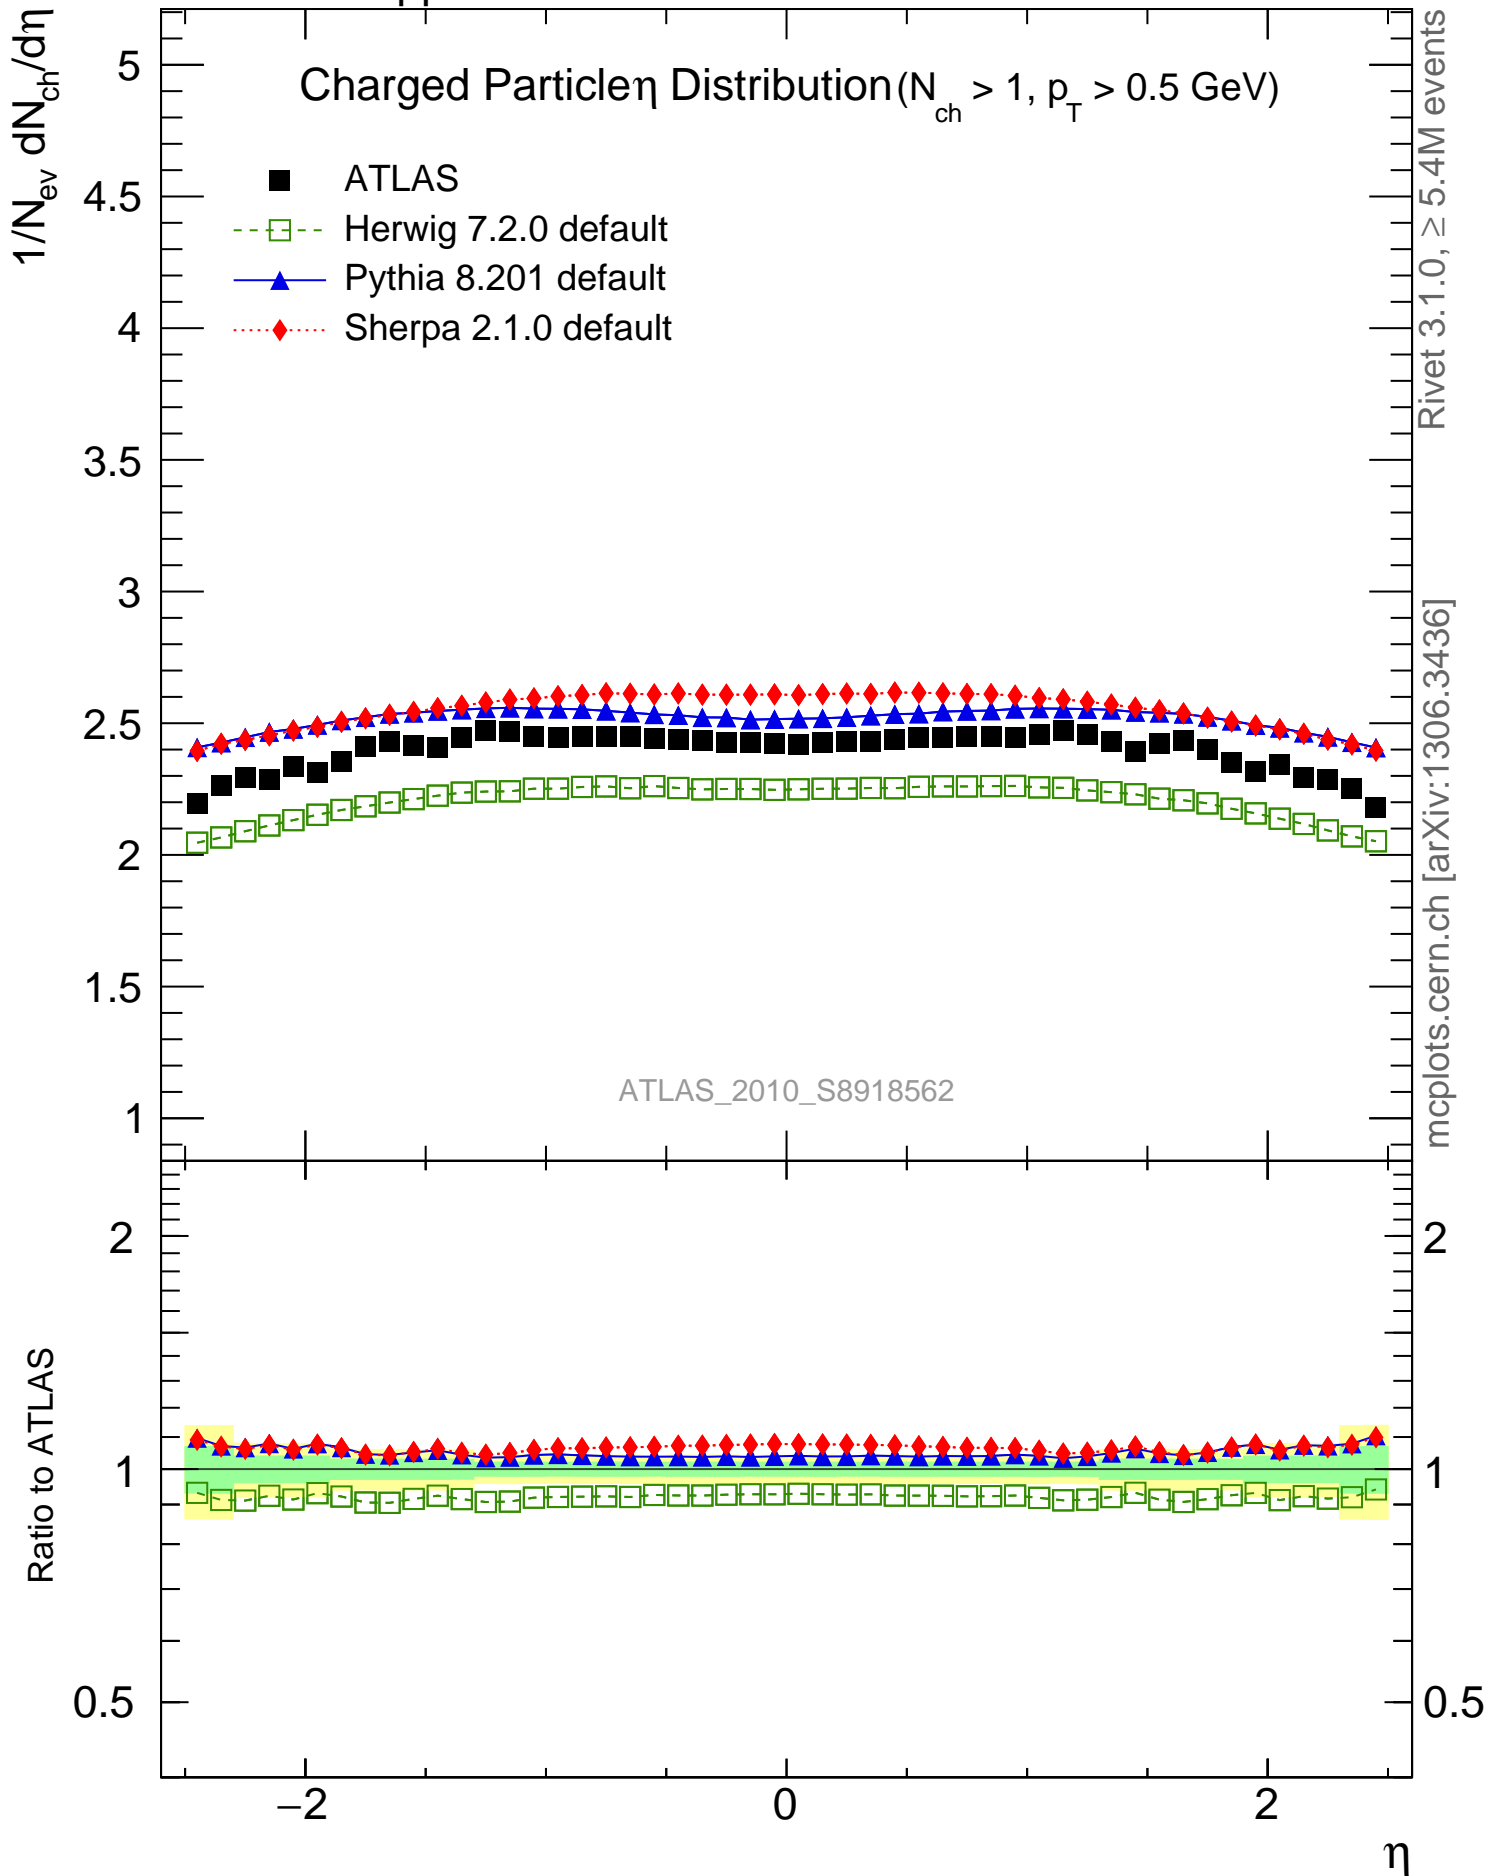 pp
1/N_ev dN_ch/dη
Charged Particleη Distribution (N_ch > 1, p_T > 0.5 GeV)
ATLAS
Herwig 7.2.0 default
Pythia 8.201 default
Sherpa 2.1.0 default
5
4.5
4
3.5
3
2.5
2
1.5
1
ATLAS_2010_S8918562
Rivet 3.1.0, ≥ 5.4M events
mcplots.cern.ch [arXiv:1306.3436]
Ratio to ATLAS
2
1
0.5
2
1
0.5
−2
0
2
η